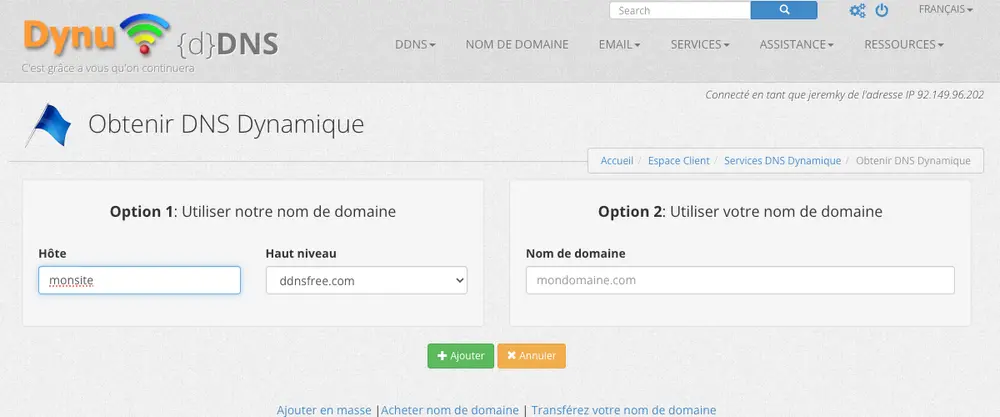 Search
FRANÇAIS
Dynu {d}DNS
C'est grâce à vous qu'on continuera
DDNS NOM DE DOMAINE EMAIL SERVICES ASSISTANCE RESSOURCES
Connecté en tant que jeremky de l'adresse IP 92.149.96.202
Obtenir DNS Dynamique
Accueil / Espace Client / Services DNS Dynamique / Obtenir DNS Dynamique
Option 1: Utiliser notre nom de domaine
Hôte Haut niveau
monsite ddnsfree.com
Option 2: Utiliser votre nom de domaine
Nom de domaine
mondomaine.com
Ajouter Annuler
Ajouter en masse |Acheter nom de domaine | Transférez votre nom de domaine